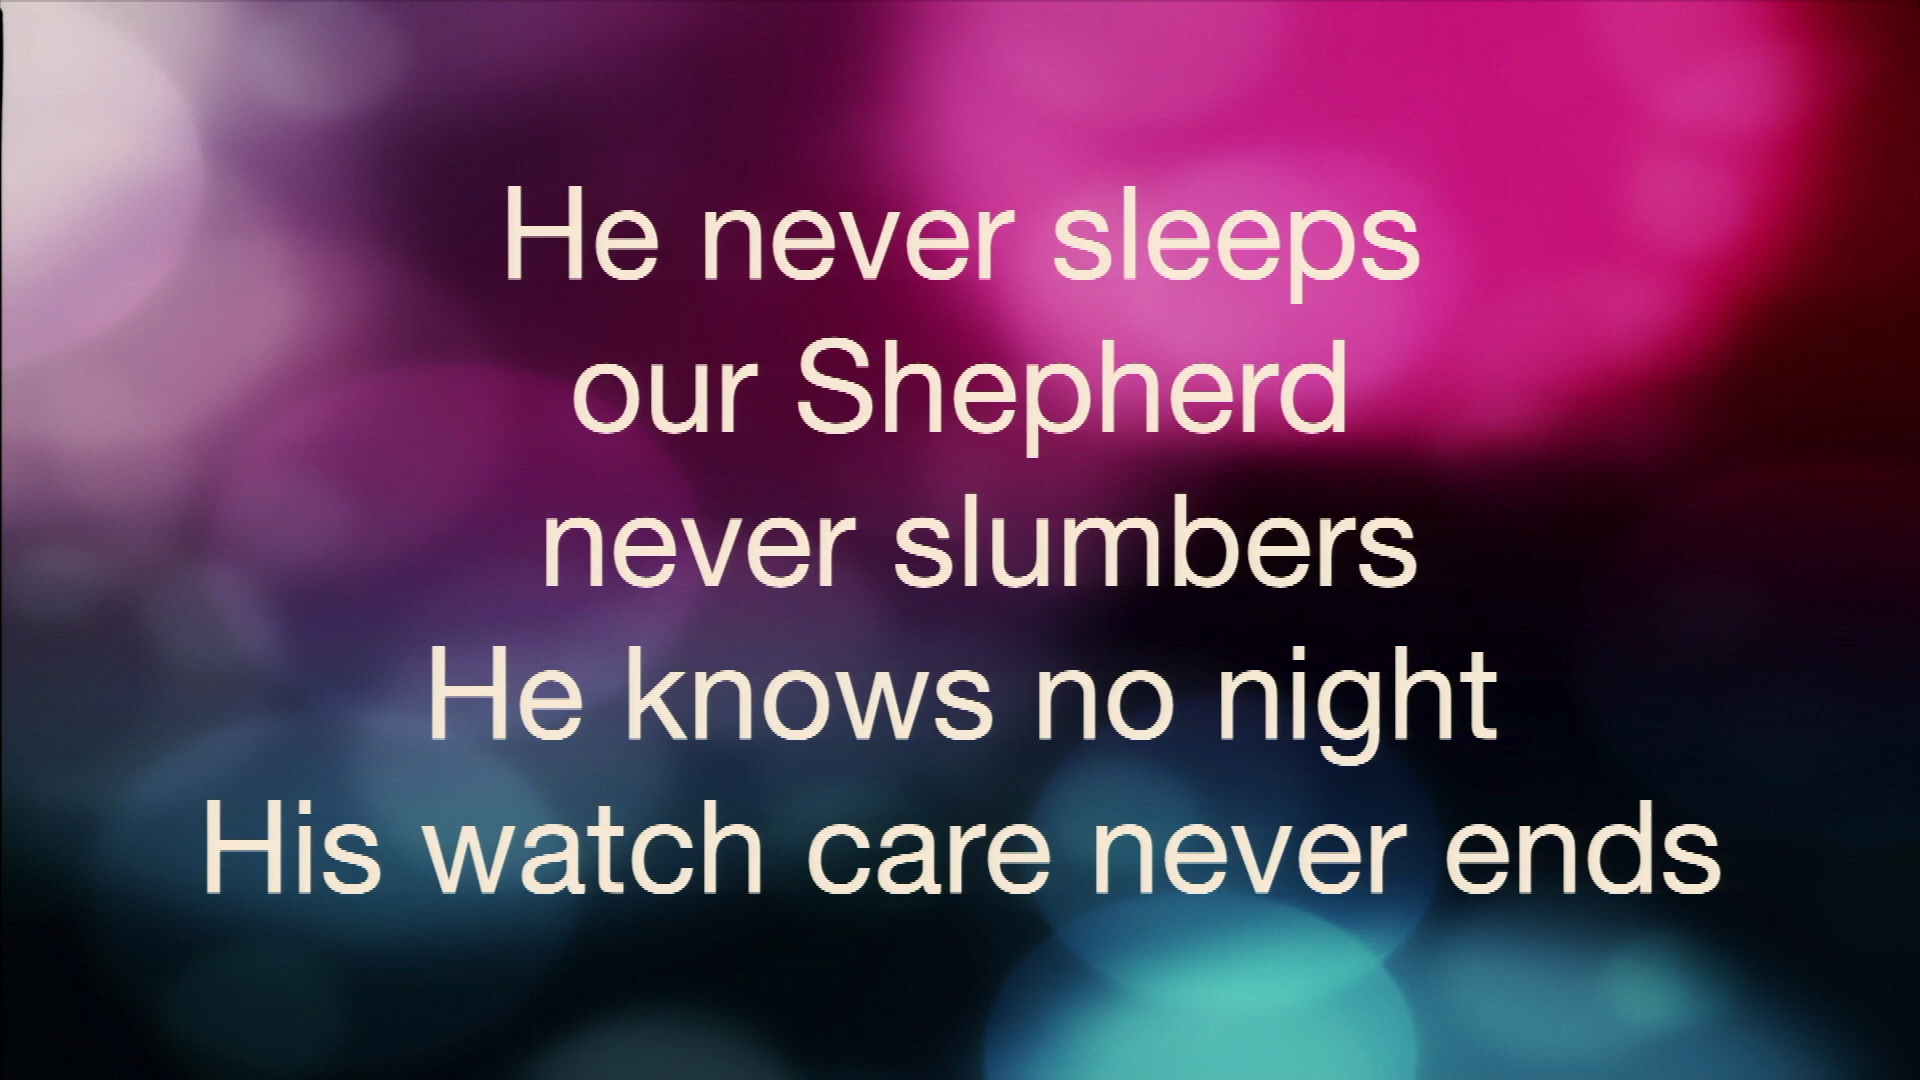 He never sleeps
our Shepherd
never slumbers
He knows no night
His watch care never ends